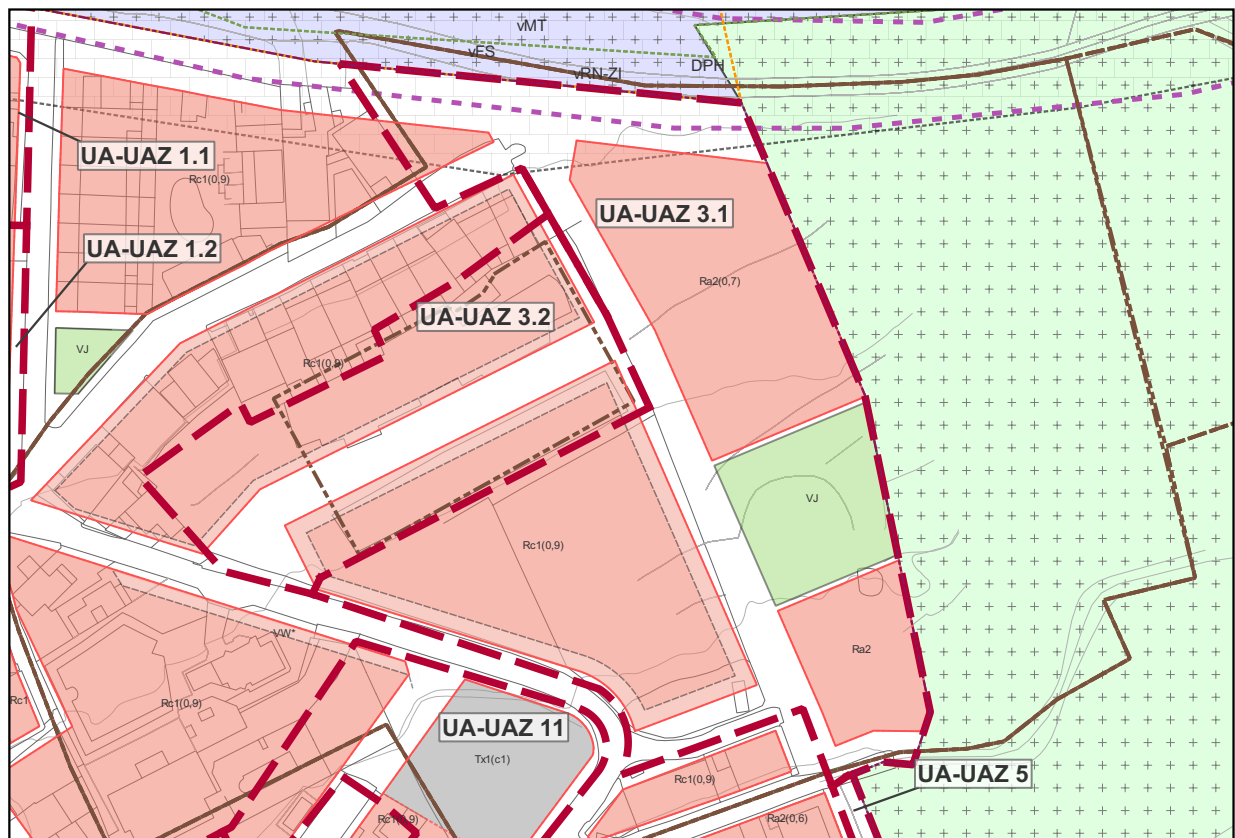 vMT
vFS
DPH
vRN-ZI
UA-UAZ 1.1
Rc1(0,9)
UA-UAZ 3.1
UA-UAZ 1.2
Ra2(0,7)
UA-UAZ 3.2
VJ
Rc1(0,9)
VJ
Rc1(0,9)
VW*
Ra2
Rc1
Rc1(0,9)
UA-UAZ 11
Tx1(c1)
UA-UAZ 5
Rc1(0,9)
Rc1(0,9)
Ra2(0,6)